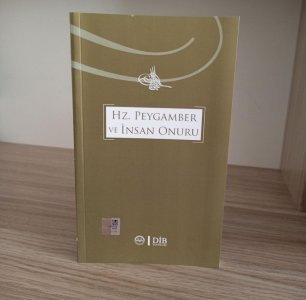 HZ. PEYGAMBER
VE İNSAN ONURU
DİB